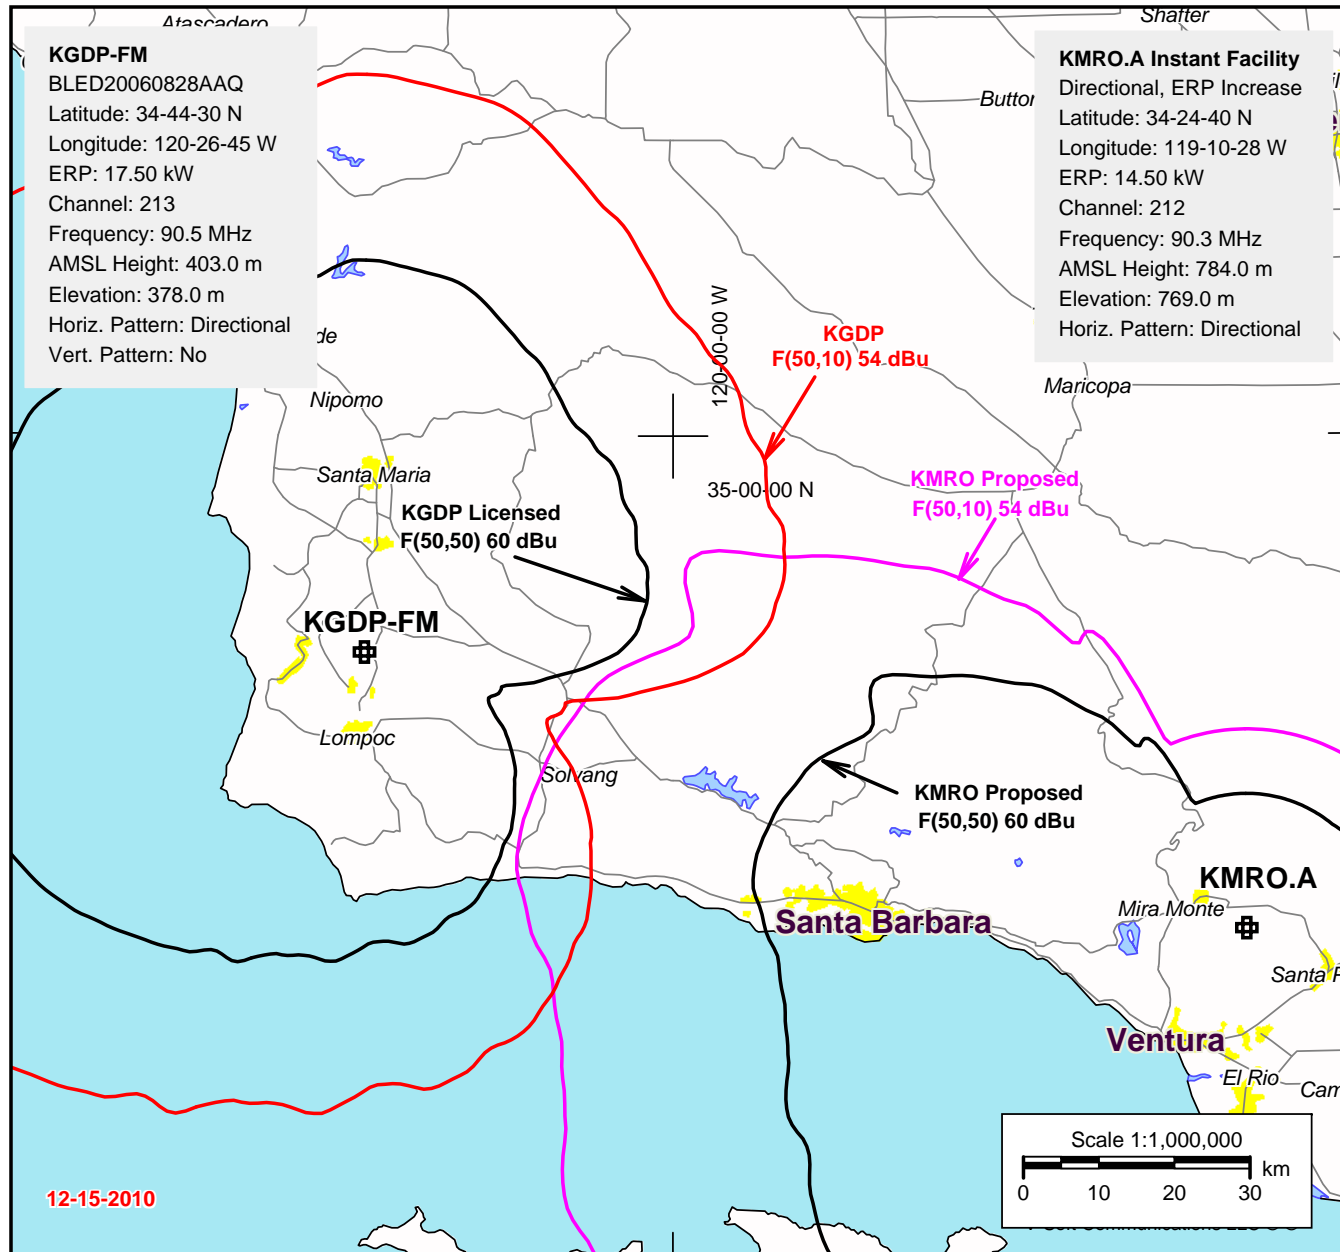 Atascadero
Shafter
KGDP-FM
BLED20060828AAQ
Latitude: 34-44-30 N
Longitude: 120-26-45 W
ERP: 17.50 kW
Channel: 213
Frequency: 90.5 MHz
AMSL Height: 403.0 m
Elevation: 378.0 m
Horiz. Pattern: Directional
Vert. Pattern: No
KMRO.A Instant Facility
Directional, ERP Increase
Latitude: 34-24-40 N
Longitude: 119-10-28 W
ERP: 14.50 kW
Channel: 212
Frequency: 90.3 MHz
AMSL Height: 784.0 m
Elevation: 769.0 m
Horiz. Pattern: Directional
Button
de
120-00-00 W
KGDP
F(50,10) 54 dBu
Maricopa
Nipomo
Santa Maria
35-00-00 N
KMRO Proposed
F(50,10) 54 dBu
KGDP Licensed
F(50,50) 60 dBu
KGDP-FM
Lompoc
Solvang
KMRO Proposed
F(50,50) 60 dBu
KMRO.A
Mira Monte
Santa Barbara
Santa P
Ventura
El Rio
Cam
Scale 1:1,000,000
km
0 10 20 30
12-15-2010